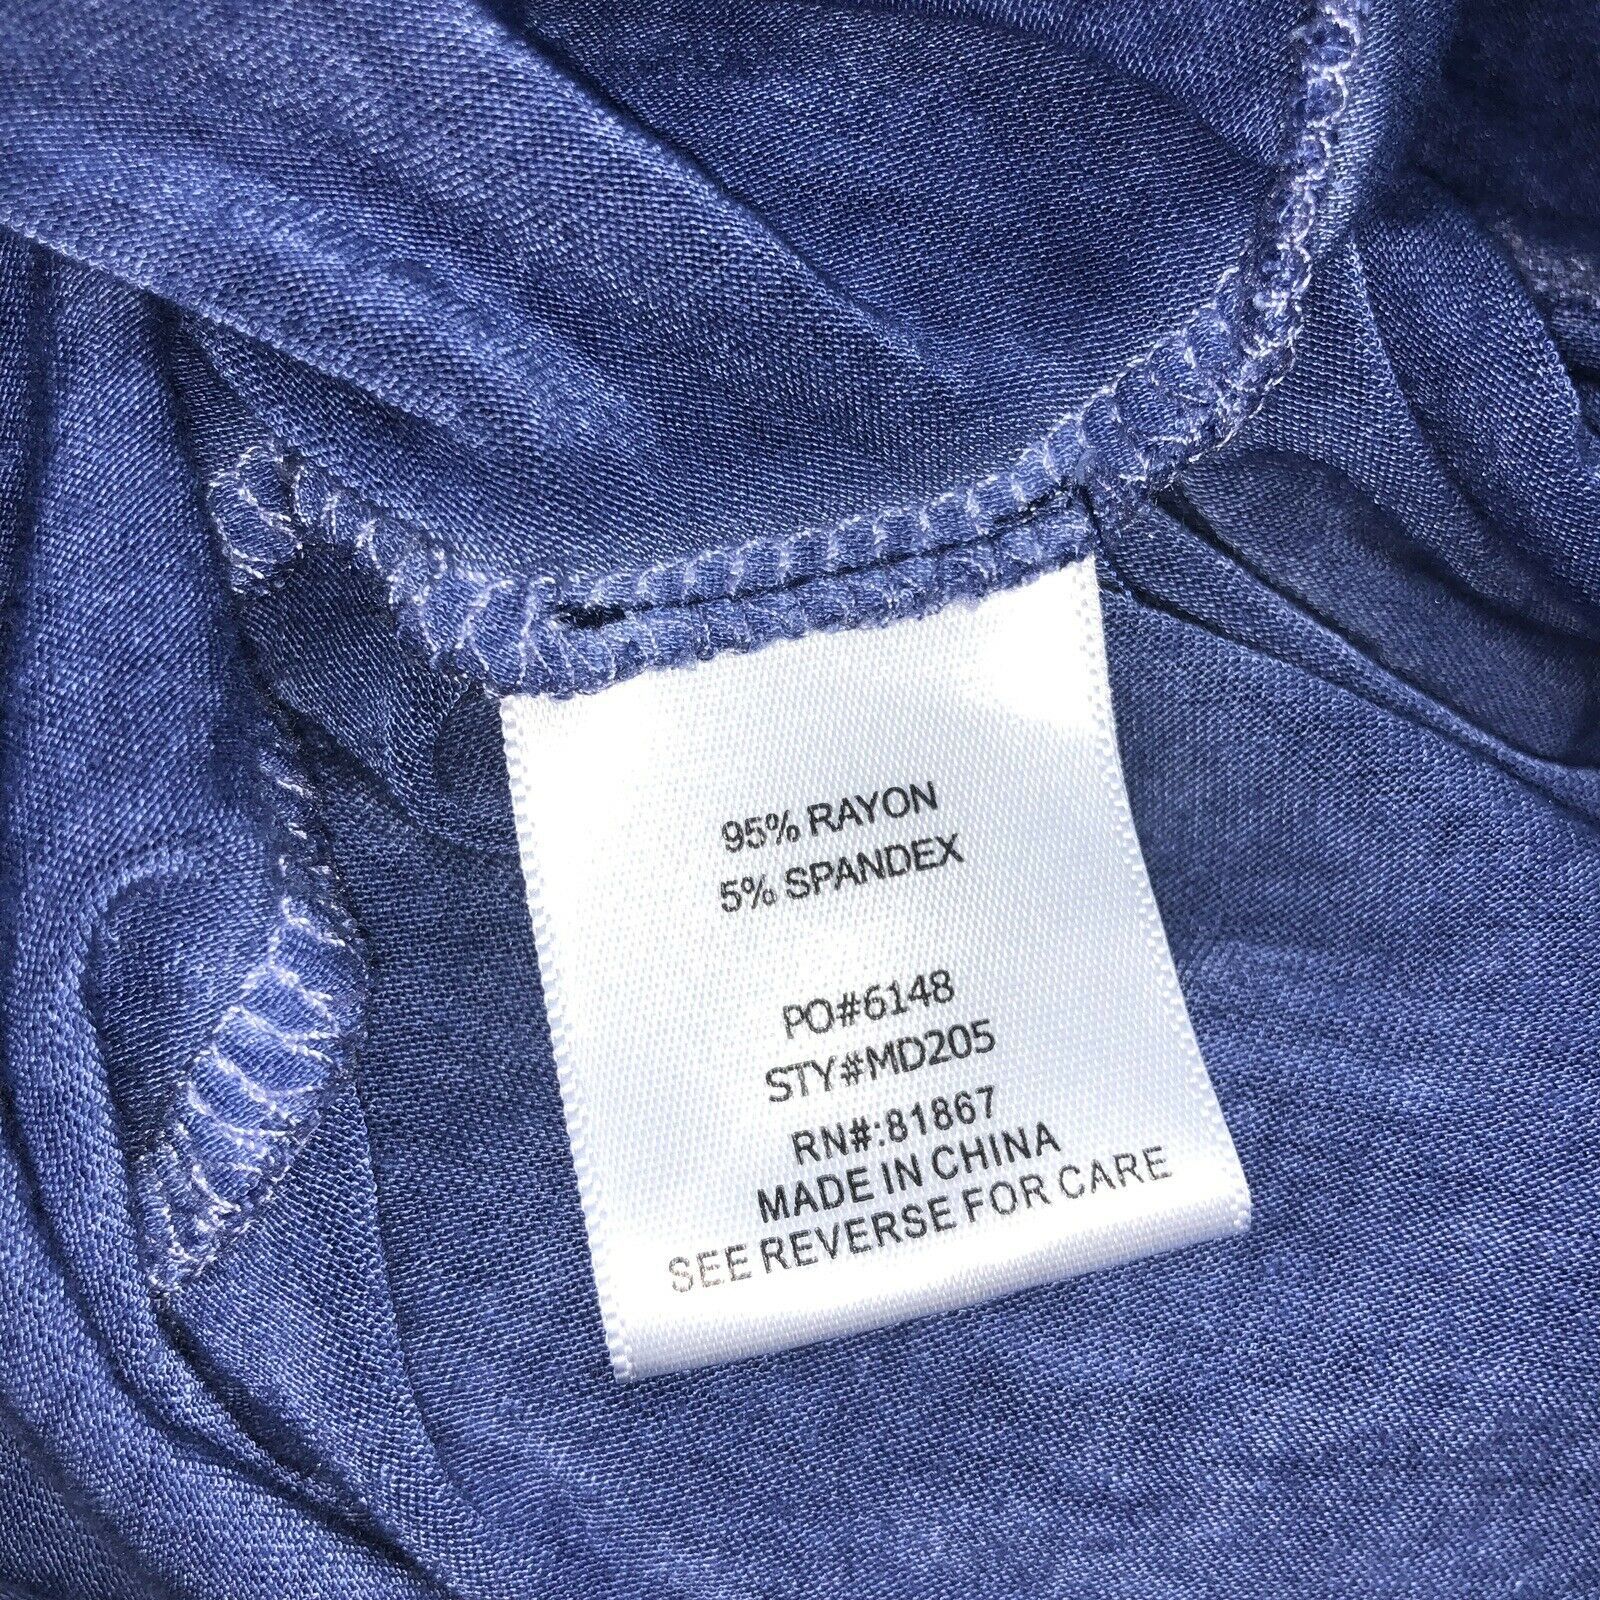 95% RAYON
5% SPANDEX
PO#6148
STY#MD205
RN#:81867
MADE IN CHINA
SEE REVERSE FOR CARE